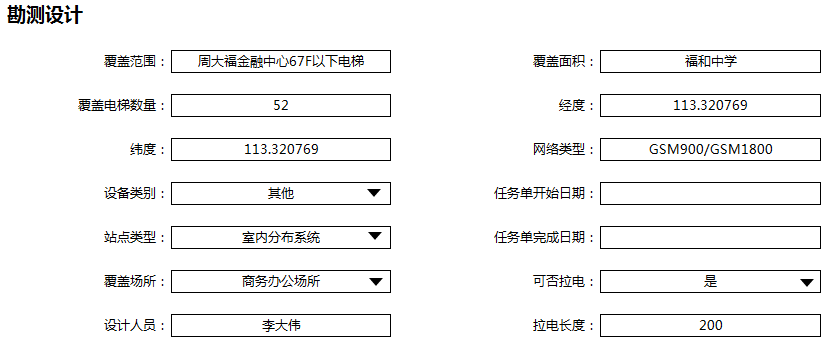 勘测设计
覆盖范围： 周大福金融中心67F以下电梯 覆盖面积： 福和中学
覆盖电梯数量： 52 经度： 113.320769
纬度： 113.320769 网络类型： GSM900/GSM1800
设备类别： 其他 任务单开始日期：
站点类型： 室内分布系统 任务单完成日期：
覆盖场所： 商务办公场所 可否拉电： 是
设计人员： 李大伟 拉电长度： 200